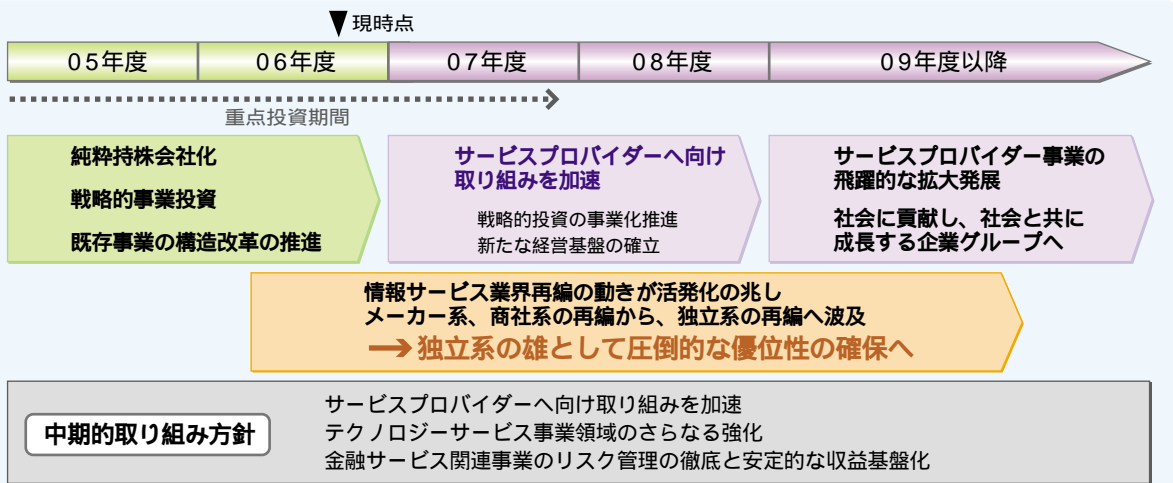 ▼現時点
05年度 06年度 07年度 08年度 09年度以降
重点投資期間
純粋持株会社化
戦略的事業投資
既存事業の構造改革の推進
サービスプロバイダーへ向け
取り組みを加速
戦略的投資の事業化推進
新たな経営基盤の確立
サービスプロバイダー事業の
飛躍的な拡大発展
社会に貢献し、社会と共に
成長する企業グループへ
情報サービス業界再編の動きが活発化の兆し
メーカー系、商社系の再編から、独立系の再編へ波及
→独立系の雄として圧倒的な優位性の確保へ
中期的取り組み方針
サービスプロバイダーへ向け取り組みを加速
テクノロジーサービス事業領域のさらなる強化
金融サービス関連事業のリスク管理の徹底と安定的な収益基盤化